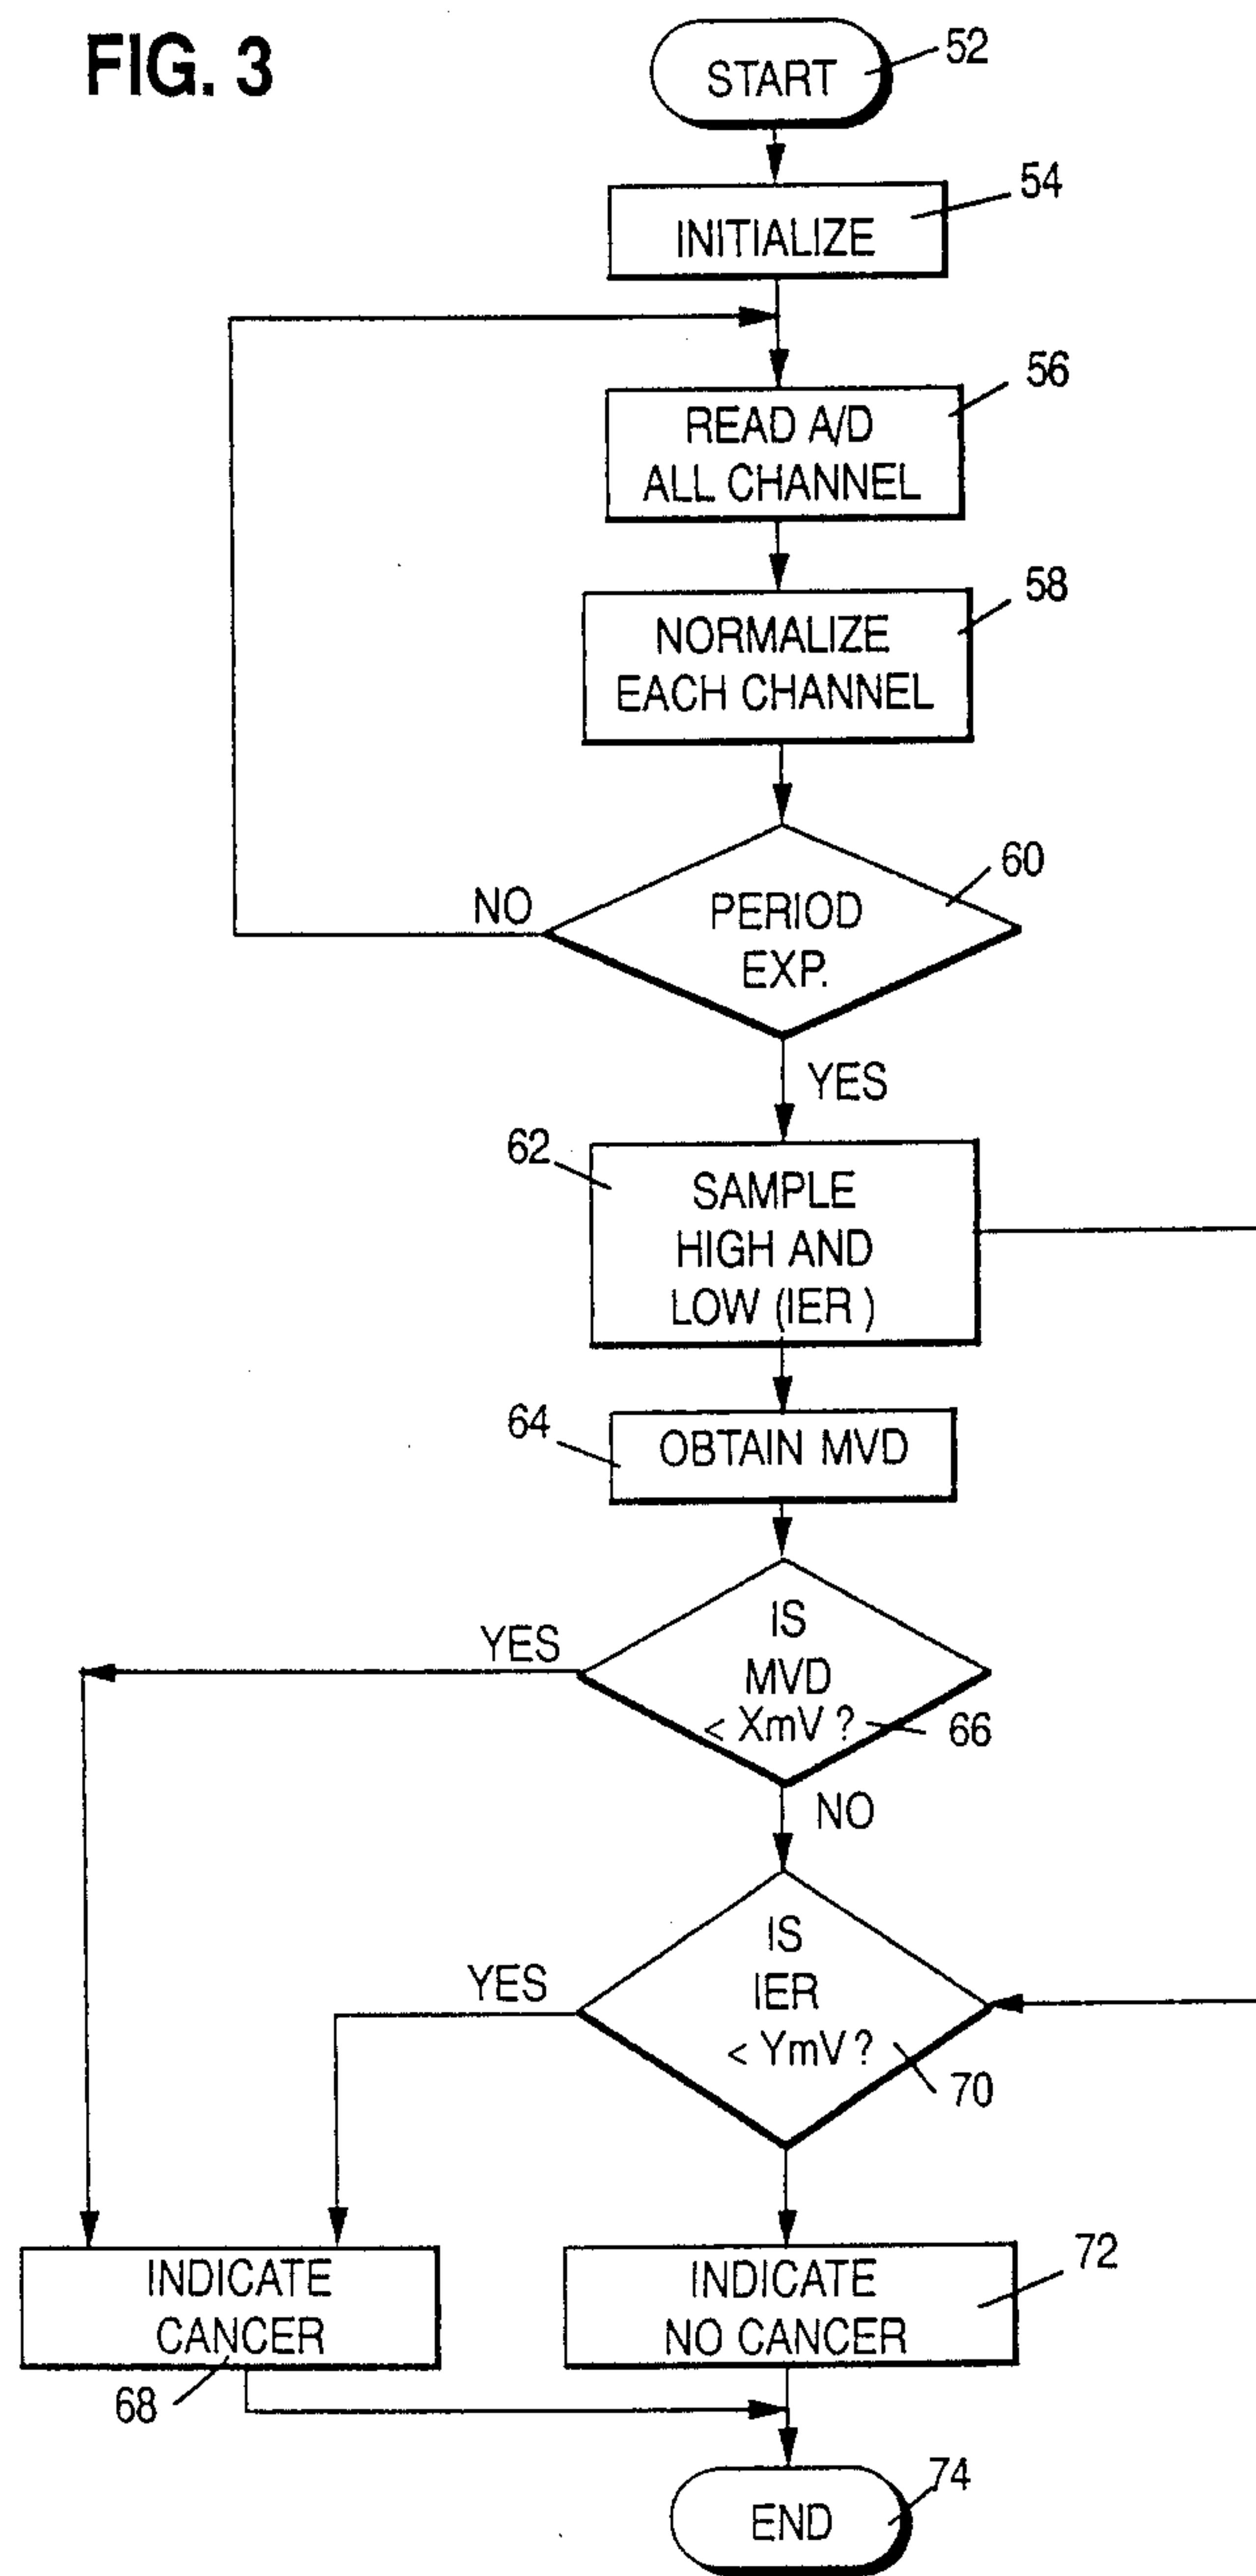 FIG. 3
START
52
INITIALIZE
54
READ A/D
ALL CHANNEL
56
NORMALIZE
EACH CHANNEL
58
PERIOD
EXP.
60
NO
YES
62
SAMPLE
HIGH AND
LOW (IER)
64
OBTAIN MVD
IS
MVD
< XmV ?
66
YES
NO
IS
IER
< YmV ?
70
YES
INDICATE
CANCER
68
INDICATE
NO CANCER
72
END
74